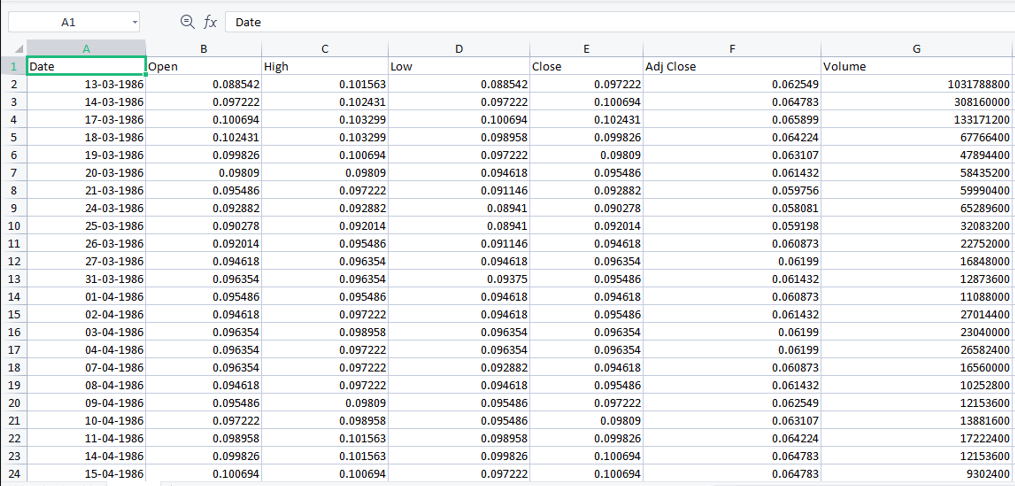 A1 fx Date
A B C D E F G
1 Date Open High Low Close Adj Close Volume
2 13-03-1986 0.088542 0.101563 0.088542 0.097222 0.062549 1031788800
3 14-03-1986 0.097222 0.102431 0.097222 0.100694 0.064783 308160000
4 17-03-1986 0.100694 0.103299 0.100694 0.102431 0.065899 133171200
5 18-03-1986 0.102431 0.103299 0.098958 0.099826 0.064224 67766400
6 19-03-1986 0.099826 0.100694 0.097222 0.09809 0.063107 47894400
7 20-03-1986 0.09809 0.09809 0.094618 0.095486 0.061432 58435200
8 21-03-1986 0.095486 0.097222 0.091146 0.092882 0.059756 59990400
9 24-03-1986 0.092882 0.092882 0.08941 0.090278 0.058081 65289600
10 25-03-1986 0.090278 0.092014 0.08941 0.092014 0.059198 32083200
11 26-03-1986 0.092014 0.095486 0.091146 0.094618 0.060873 22752000
12 27-03-1986 0.094618 0.096354 0.094618 0.096354 0.06199 16848000
13 31-03-1986 0.096354 0.096354 0.09375 0.095486 0.061432 12873600
14 01-04-1986 0.095486 0.095486 0.094618 0.094618 0.060873 11088000
15 02-04-1986 0.094618 0.097222 0.094618 0.095486 0.061432 27014400
16 03-04-1986 0.096354 0.098958 0.096354 0.096354 0.06199 23040000
17 04-04-1986 0.096354 0.097222 0.096354 0.096354 0.06199 26582400
18 07-04-1986 0.096354 0.097222 0.092882 0.094618 0.060873 16560000
19 08-04-1986 0.094618 0.097222 0.094618 0.095486 0.061432 10252800
20 09-04-1986 0.095486 0.09809 0.095486 0.097222 0.062549 12153600
21 10-04-1986 0.097222 0.098958 0.095486 0.09809 0.063107 13881600
22 11-04-1986 0.098958 0.101563 0.098958 0.099826 0.064224 17222400
23 14-04-1986 0.099826 0.101563 0.099826 0.100694 0.064783 12153600
24 15-04-1986 0.100694 0.100694 0.097222 0.100694 0.064783 9302400